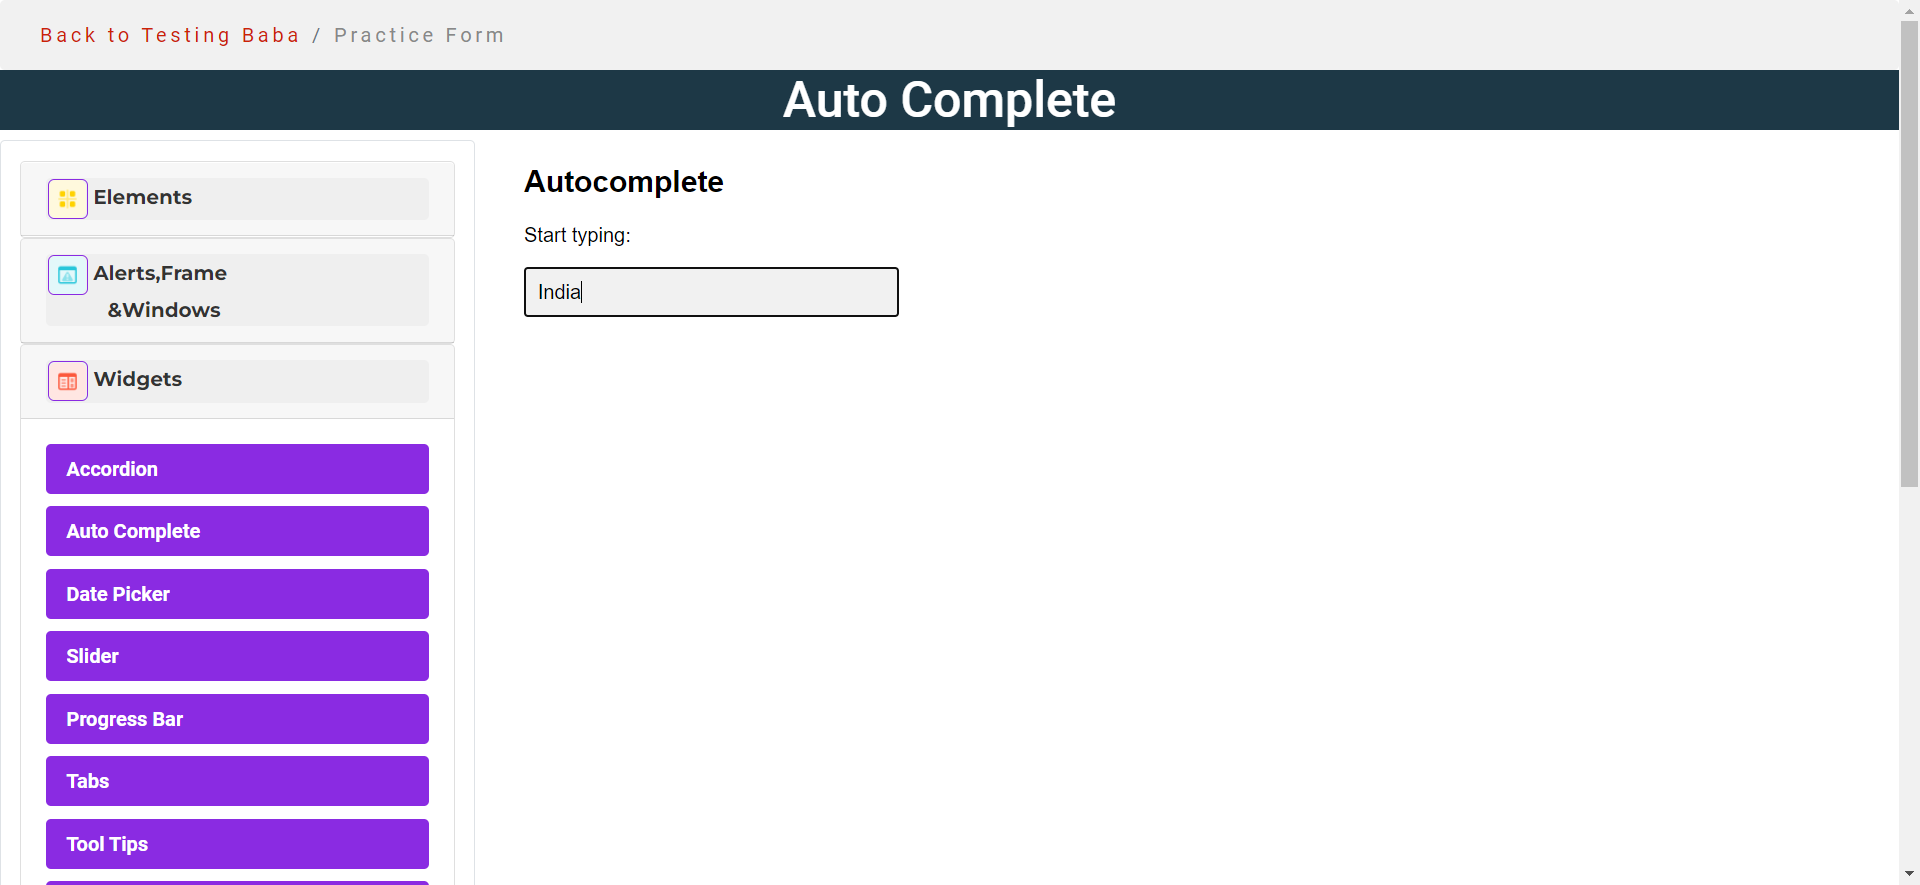 Back to Testing Baba / Practice Form
Auto Complete
Elements
Alerts,Frame
&Windows
Widgets
Accordion
Auto Complete
Date Picker
Slider
Progress Bar
Tabs
Tool Tips
Autocomplete
Start typing:
India